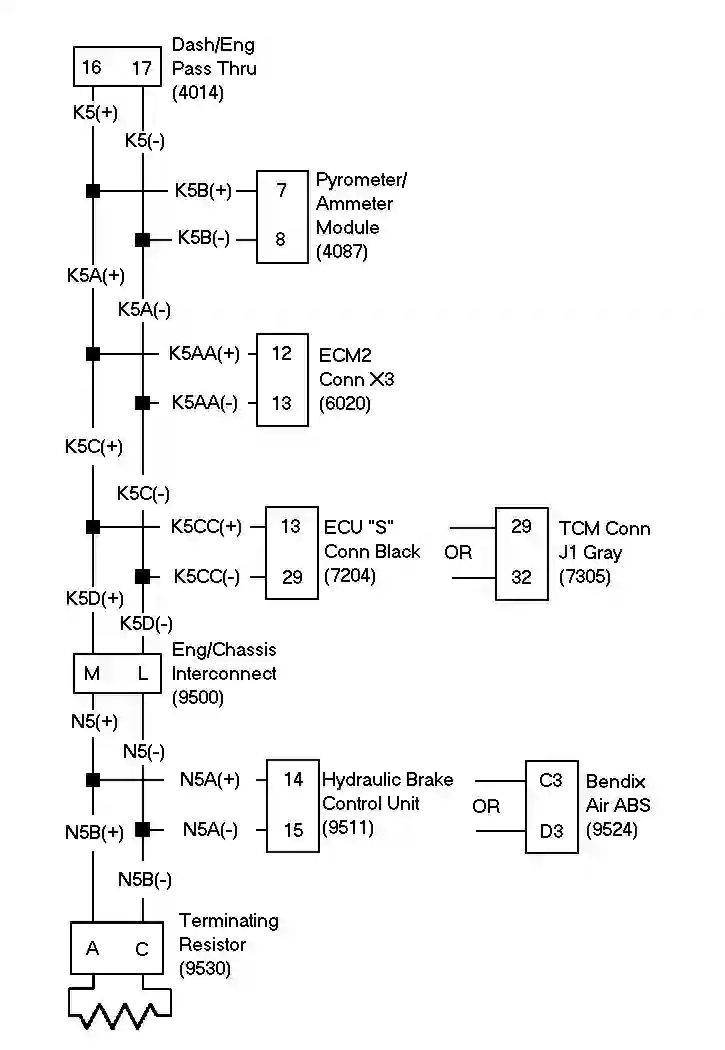 Dash/Eng
Pass Thru
(4014)
16 17
K5(+)
K5(-)
K5B(+) 7
K5B(-) 8
Pyrometer/
Ammeter
Module
(4087)
K5A(+)
K5A(-)
K5AA(+) 12
K5AA(-) 13
ECM2
Conn X3
(6020)
K5C(+)
K5C(-)
K5CC(+) 13
K5CC(-) 29
ECU "S"
Conn Black
(7204)
OR
29
32
TCM Conn
J1 Gray
(7305)
K5D(+)
K5D(-)
M L
Eng/Chassis
Interconnect
(9500)
N5(+)
N5(-)
N5A(+) 14
N5A(-) 15
Hydraulic Brake
Control Unit
(9511)
OR
C3
D3
Bendix
Air ABS
(9524)
N5B(+)
N5B(-)
A C
Terminating
Resistor
(9530)